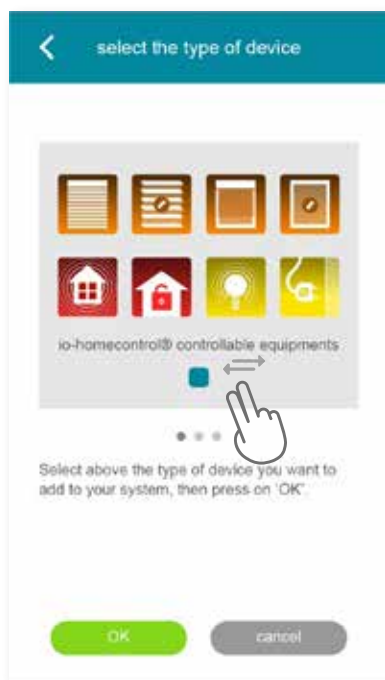 select the type of device
io-homecontrol® controllable equipments
Select above the type of device you want to
add to your system, then press on 'OK'.
OK
cancel